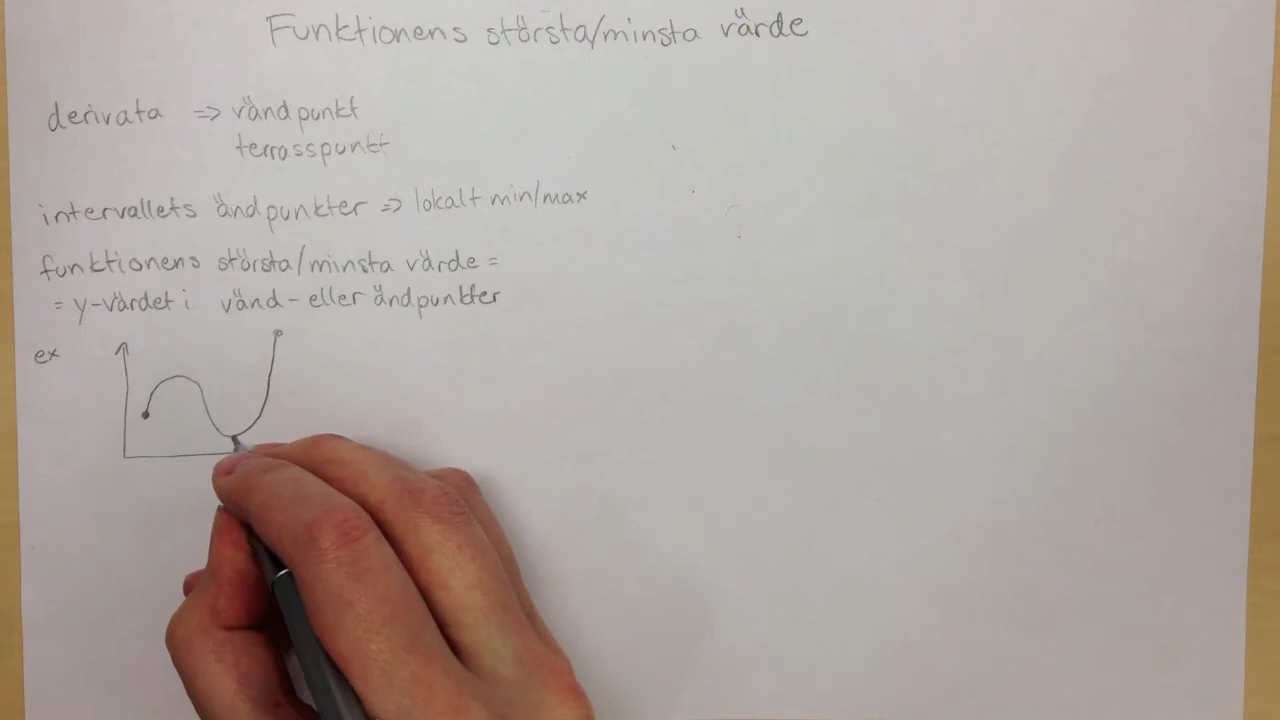 Funktionens största/minsta värde
derivata => vändpunkt
terrasspunkt
intervallets ändpunkter => lokalt min/max
funktionens största/minsta värde =
= y-värdet i vänd- eller ändpunkter
ex